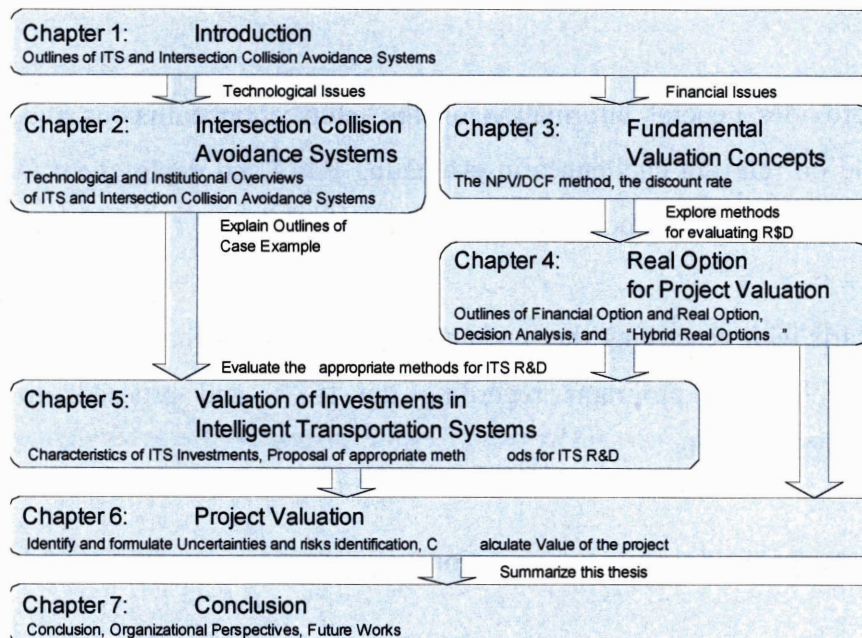 Chapter 1: Introduction
Outlines of ITS and Intersection Collision Avoidance Systems
Technological Issues
Financial Issues
Chapter 2: Intersection Collision
Avoidance Systems
Technological and Institutional Overviews
of ITS and Intersection Collision Avoidance Systems
Chapter 3: Fundamental
Valuation Concepts
The NPV/DCF method, the discount rate
Explain Outlines of
Case Example
Explore methods
for evaluating R$D
Chapter 4: Real Option
for Project Valuation
Outlines of Financial Option and Real Option,
Decision Analysis, and “Hybrid Real Options ”
Evaluate the appropriate methods for ITS R&D
Chapter 5: Valuation of Investments in
Intelligent Transportation Systems
Characteristics of ITS Investments, Proposal of appropriate meth ods for ITS R&D
Chapter 6: Project Valuation
Identify and formulate Uncertainties and risks identification, C alculate Value of the project
Summarize this thesis
Chapter 7: Conclusion
Conclusion, Organizational Perspectives, Future Works